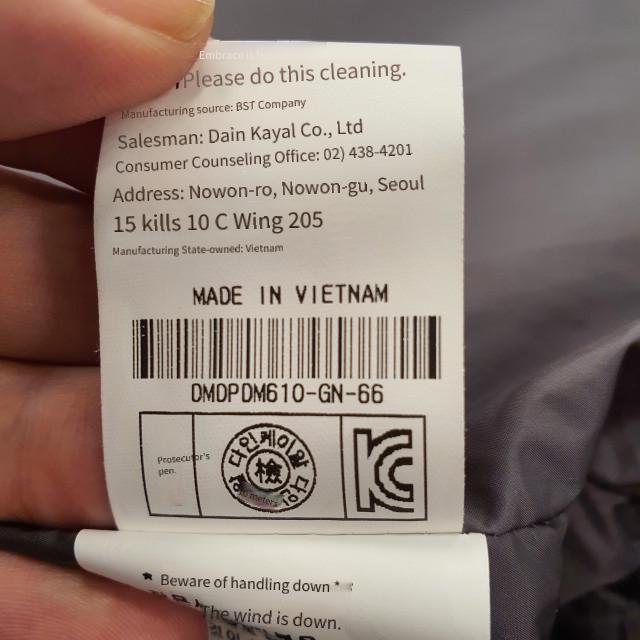 Please do this cleaning.
Manufacturing source: BST Company
Salesman: Dain Kayal Co., Ltd
Consumer Counseling Office: 02) 438-4201
Address: Nowon-ro, Nowon-gu, Seoul
15 kills 10 C Wing 205
Manufacturing State-owned: Vietnam
MADE IN VIETNAM
DMDPDM610-GN-66
Prosecutor's
pen.
다인케이알
檢
meters
KC
* Beware of handling down *
The wind is down.